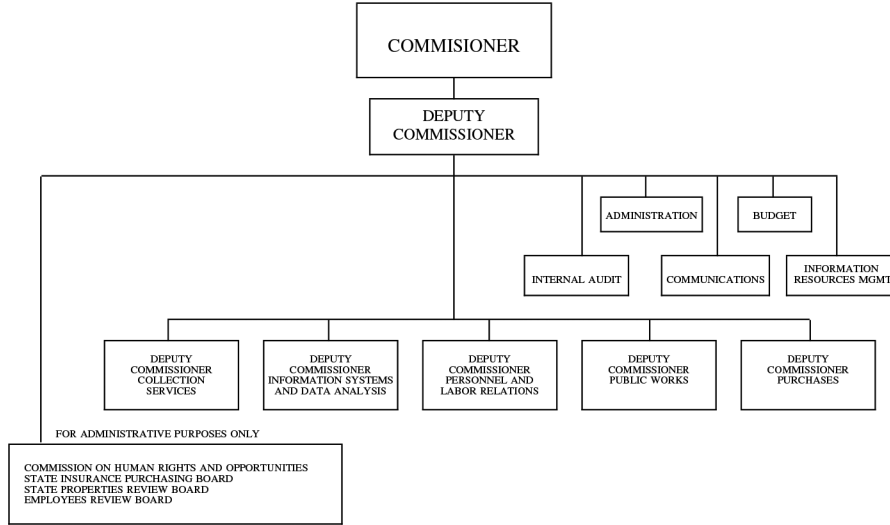 COMMISIONER
DEPUTY
COMMISSIONER
ADMINISTRATION
BUDGET
INTERNAL AUDIT
COMMUNICATIONS
INFORMATION
RESOURCES MGMT
DEPUTY
COMMISSIONER
COLLECTION
SERVICES
DEPUTY
COMMISSIONER
INFORMATION SYSTEMS
AND DATA ANALYSIS
DEPUTY
COMMISSIONER
PERSONNEL AND
LABOR RELATIONS
DEPUTY
COMMISSIONER
PUBLIC WORKS
DEPUTY
COMMISSIONER
PURCHASES
FOR ADMINISTRATIVE PURPOSES ONLY
COMMISSION ON HUMAN RIGHTS AND OPPORTUNITIES
STATE INSURANCE PURCHASING BOARD
STATE PROPERTIES REVIEW BOARD
EMPLOYEES REVIEW BOARD